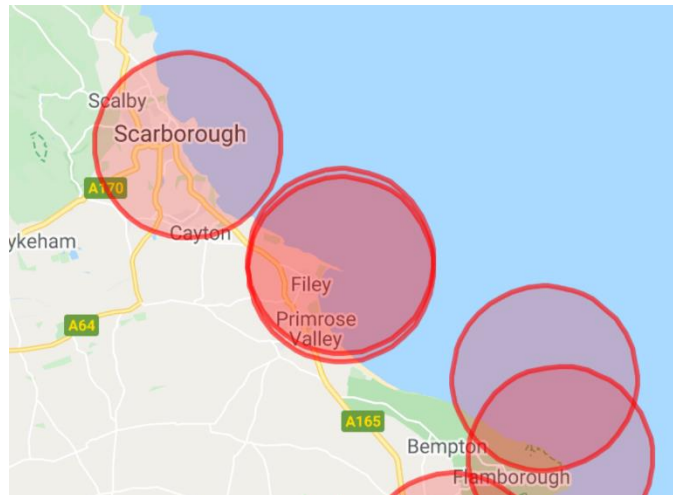 Scalby
Scarborough
A170
ykeham
Cayton
Filey
A64
Primrose
Valley
A165
Bempton
Flamborough